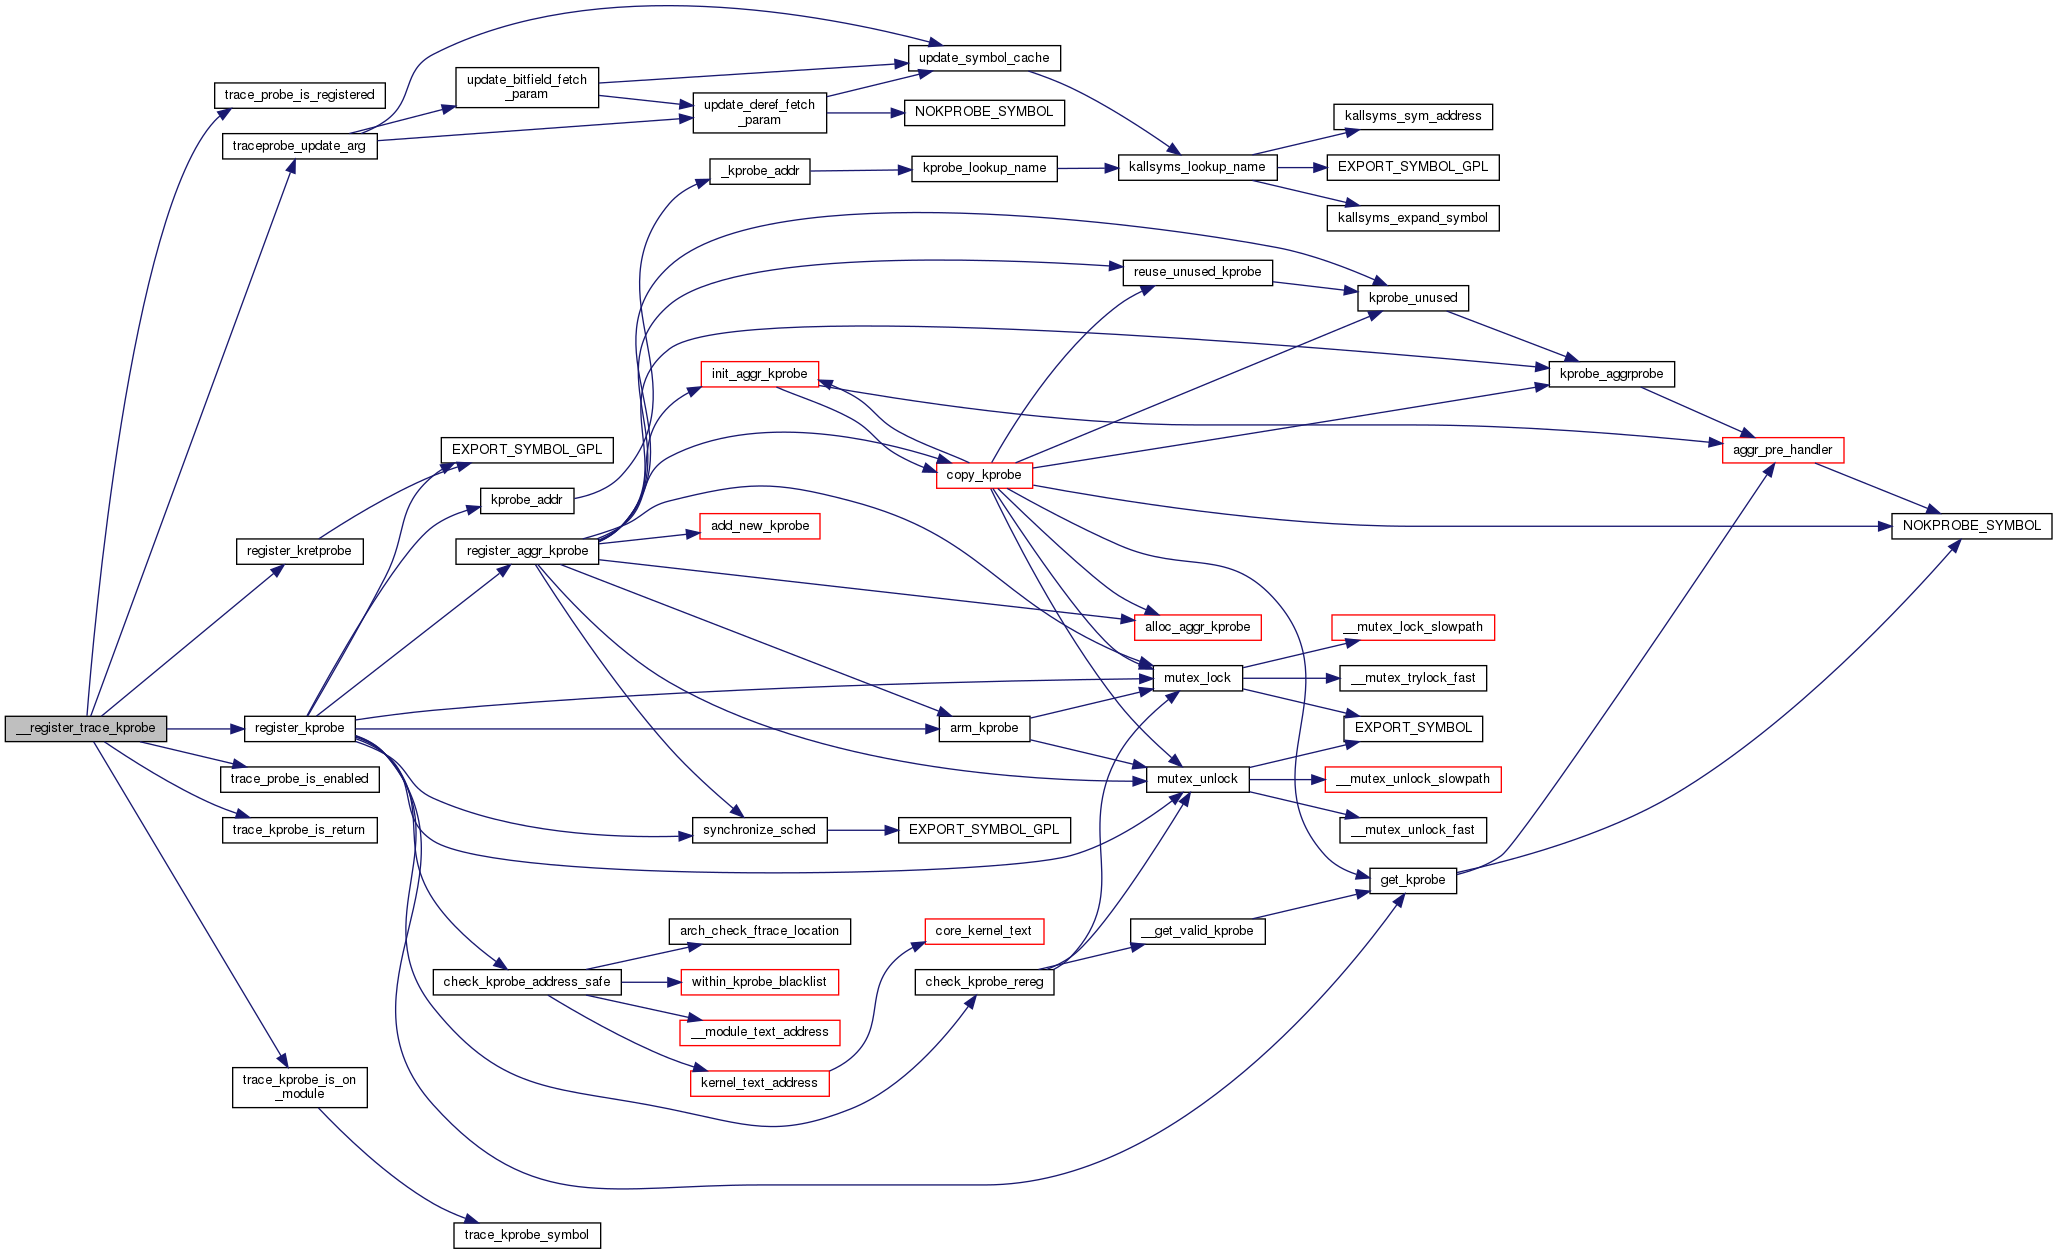 update_symbol_cache
update_bitfield_fetch
_param
trace_probe_is_registered
update_deref_fetch
_param
NOKPROBE_SYMBOL
kallsyms_sym_address
traceprobe_update_arg
_kprobe_addr
kprobe_lookup_name
kallsyms_lookup_name
EXPORT_SYMBOL_GPL
kallsyms_expand_symbol
reuse_unused_kprobe
kprobe_unused
init_aggr_kprobe
kprobe_aggrprobe
EXPORT_SYMBOL_GPL
aggr_pre_handler
copy_kprobe
kprobe_addr
add_new_kprobe
NOKPROBE_SYMBOL
register_kretprobe
register_aggr_kprobe
alloc_aggr_kprobe
__mutex_lock_slowpath
mutex_lock
__mutex_trylock_fast
__register_trace_kprobe
register_kprobe
arm_kprobe
EXPORT_SYMBOL
trace_probe_is_enabled
mutex_unlock
__mutex_unlock_slowpath
trace_kprobe_is_return
synchronize_sched
EXPORT_SYMBOL_GPL
__mutex_unlock_fast
get_kprobe
arch_check_ftrace_location
core_kernel_text
__get_valid_kprobe
check_kprobe_address_safe
within_kprobe_blacklist
check_kprobe_rereg
__module_text_address
kernel_text_address
trace_kprobe_is_on
_module
trace_kprobe_symbol